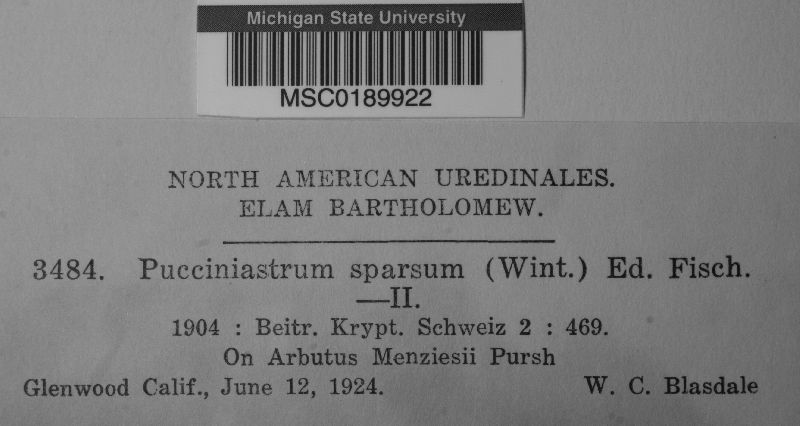 Michigan State University
MSC0189922
NORTH AMERICAN UREDINALES.
ELAM BARTHOLOMEW.
3484. Pucciniastrum sparsum (Wint.) Ed. Fisch.
—II.
1904 : Beitr. Krypt. Schweiz 2 : 469.
On Arbutus Menziesii Pursh
Glenwood Calif., June 12, 1924. W. C. Blasdale